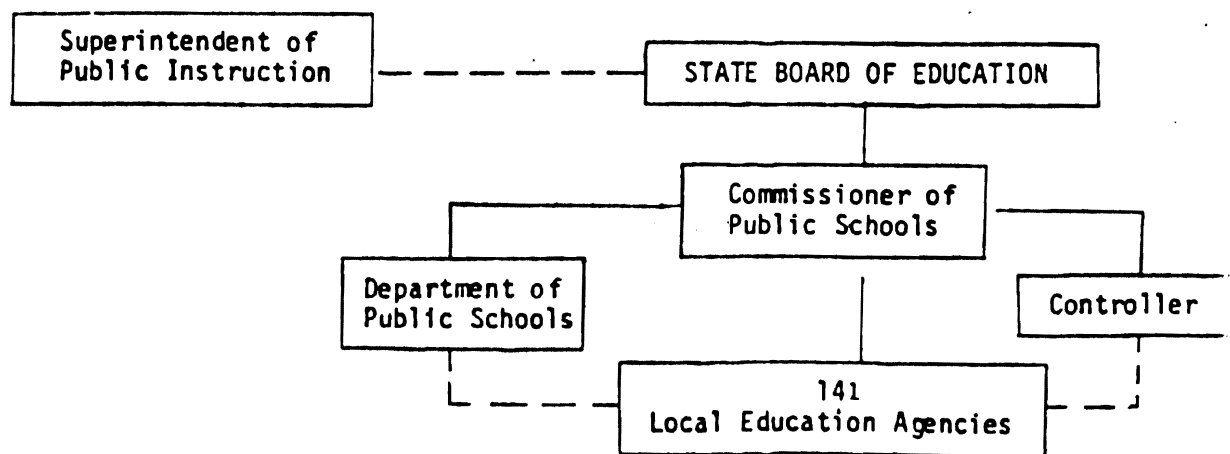 Superintendent of
Public Instruction
STATE BOARD OF EDUCATION
Commissioner of
Public Schools
Department of
Public Schools
Controller
141
Local Education Agencies